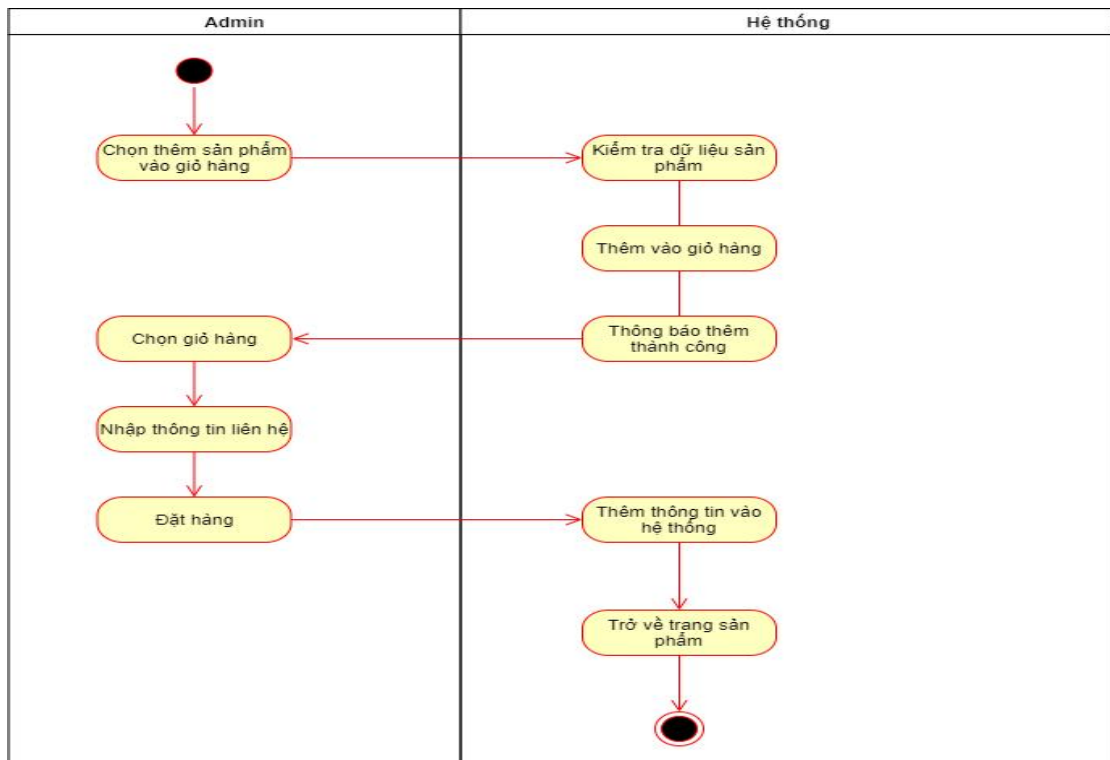 Admin
Hệ thống
Chọn thêm sản phẩm
vào giỏ hàng
Kiểm tra dữ liệu sản
phẩm
Thêm vào giỏ hàng
Thông báo thêm
thành công
Chọn giỏ hàng
Nhập thông tin liên hệ
Đặt hàng
Thêm thông tin vào
hệ thống
Trở về trang sản
phẩm